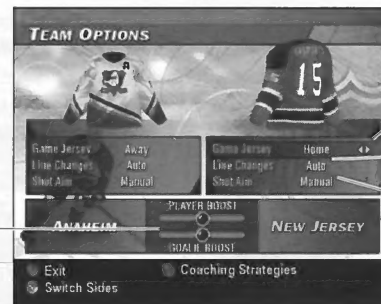 TEAM OPTIONS
A
15
Game Jersey Away
Line Changes Auto
Shot Aim Manual
Game Jersey Home
Line Changes Auto
Shot Aim Manual
PLAYER BOOST
ANAHEIM
NEW JERSEY
GOALIE BOOST
Exit
Coaching Strategies
Switch Sides